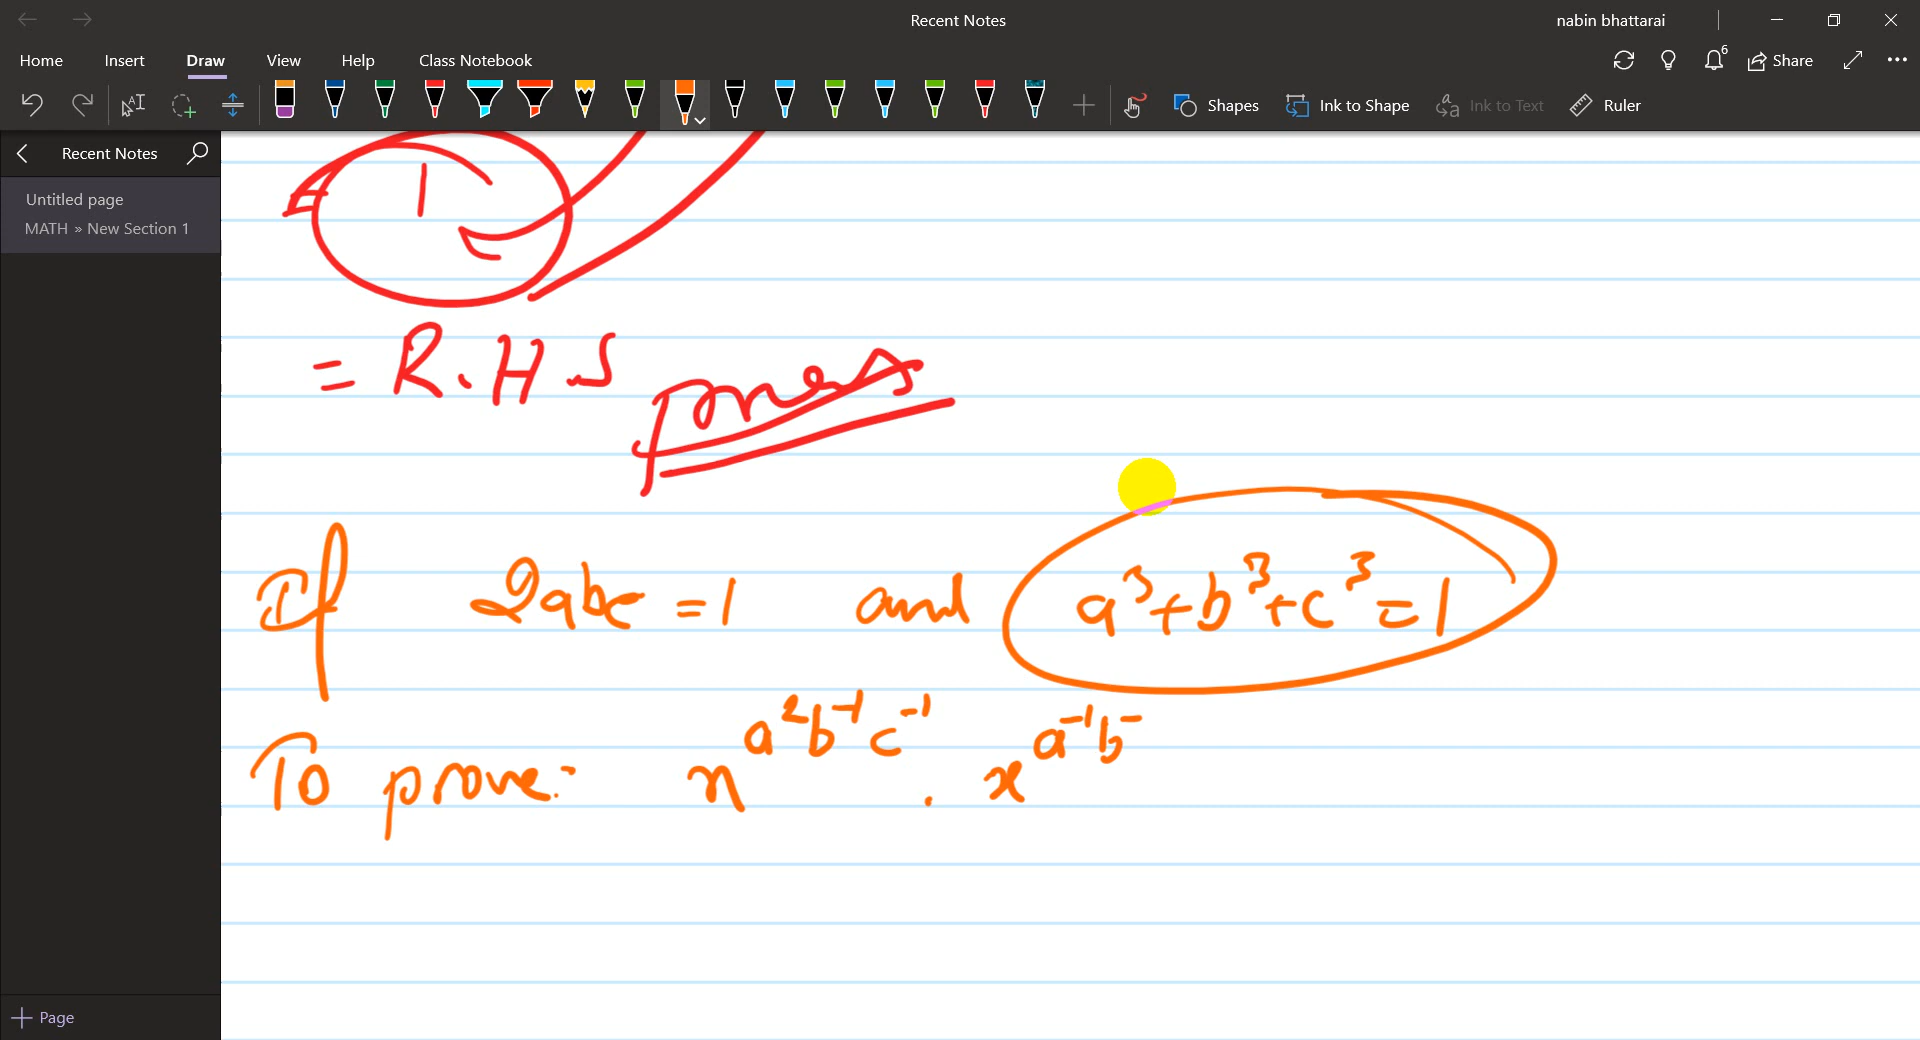 Recent Notes
nabin bhattarai
Home Insert Draw View Help Class Notebook
6
Share
Shapes Ink to Shape Ink to Text Ruler
Recent Notes
Untitled page
MATH » New Section 1
1
= R.H.S
If 2abc = 1 and a³+b³+c³ = 1
To prove: x^{a²b⁻¹c⁻¹} . x^{a⁻¹b⁻}
Page